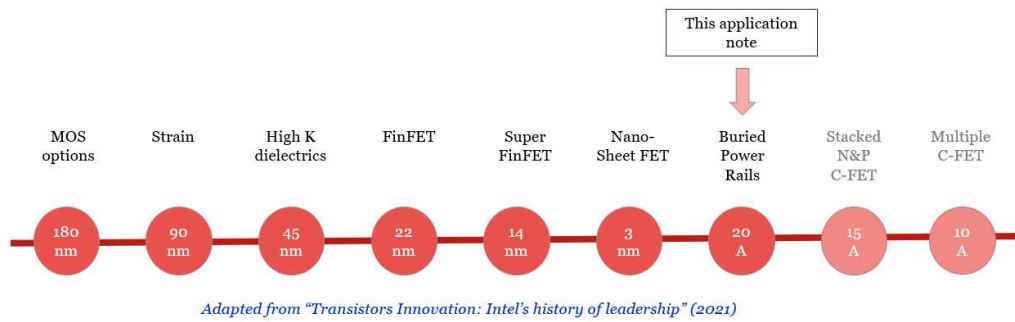 This application
note
MOS
options
Strain
High K
dielectrics
FinFET
Super
FinFET
Nano-
Sheet FET
Buried
Power
Rails
Stacked
N&P
C-FET
Multiple
C-FET
180
nm
90
nm
45
nm
22
nm
14
nm
3
nm
20
A
15
A
10
A
Adapted from “Transistors Innovation: Intel’s history of leadership” (2021)